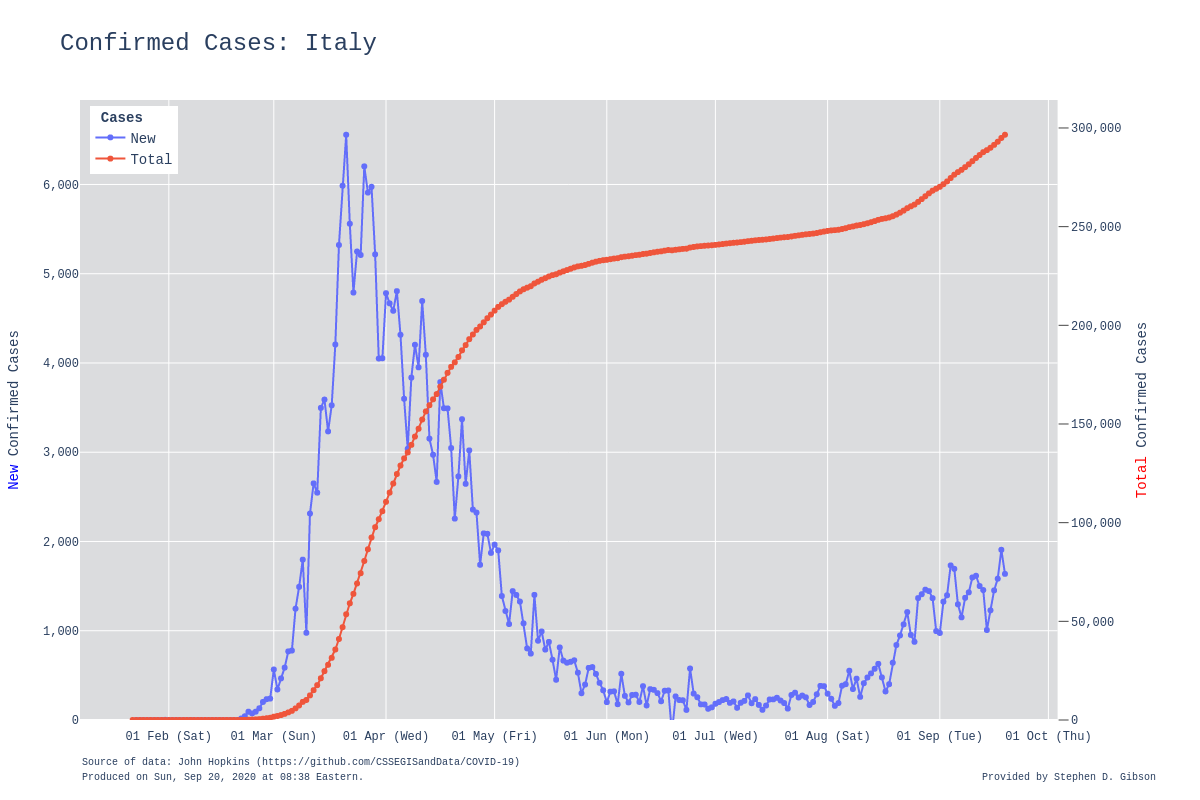 Confirmed Cases: Italy
Cases
New
Total
6,000
5,000
4,000
3,000
2,000
1,000
0
New Confirmed Cases
300,000
250,000
200,000
150,000
100,000
50,000
0
Total Confirmed Cases
01 Feb (Sat) 01 Mar (Sun) 01 Apr (Wed) 01 May (Fri) 01 Jun (Mon) 01 Jul (Wed) 01 Aug (Sat) 01 Sep (Tue) 01 Oct (Thu)
Source of data: John Hopkins (https://github.com/CSSEGISandData/COVID-19)
Produced on Sun, Sep 20, 2020 at 08:38 Eastern.
Provided by Stephen D. Gibson